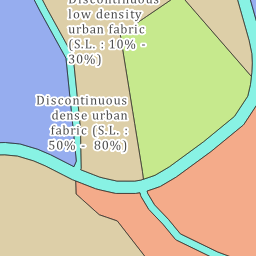 Discontinuous
low density
urban fabric
(S.L. : 10% -
30%)
Discontinuous
dense urban
fabric (S.L. :
50% -  80%)